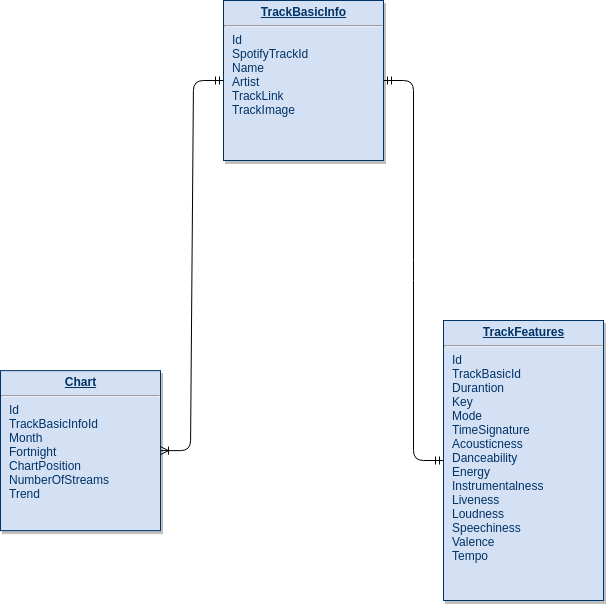 TrackBasicInfo
Id
SpotifyTrackId
Name
Artist
TrackLink
TrackImage
TrackFeatures
Id
TrackBasicId
Durantion
Key
Mode
TimeSignature
Acousticness
Danceability
Energy
Instrumentalness
Liveness
Loudness
Speechiness
Valence
Tempo
Chart
Id
TrackBasicInfoId
Month
Fortnight
ChartPosition
NumberOfStreams
Trend